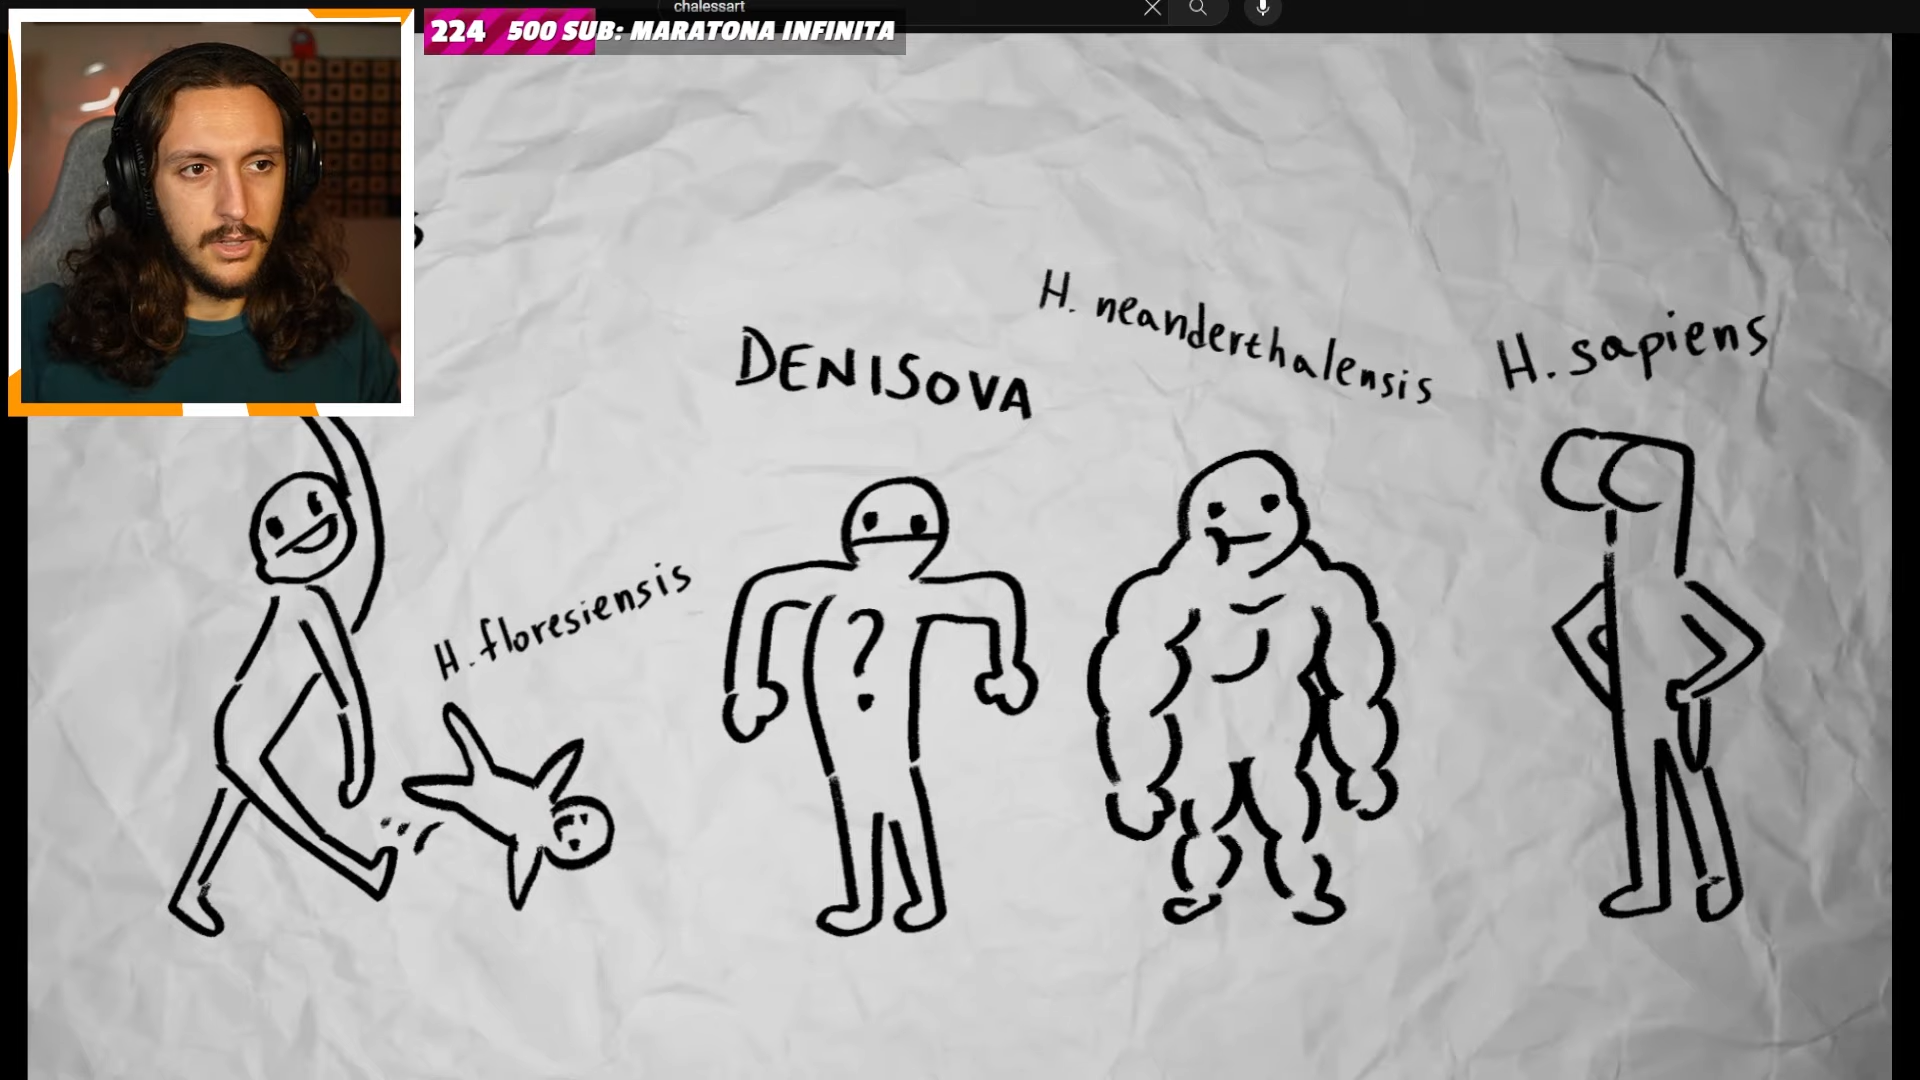 chalessart
224 500 SUB: MARATONA INFINITA
H. neanderthalensis
H. sapiens
DENISOVA
?
H. floresiensis